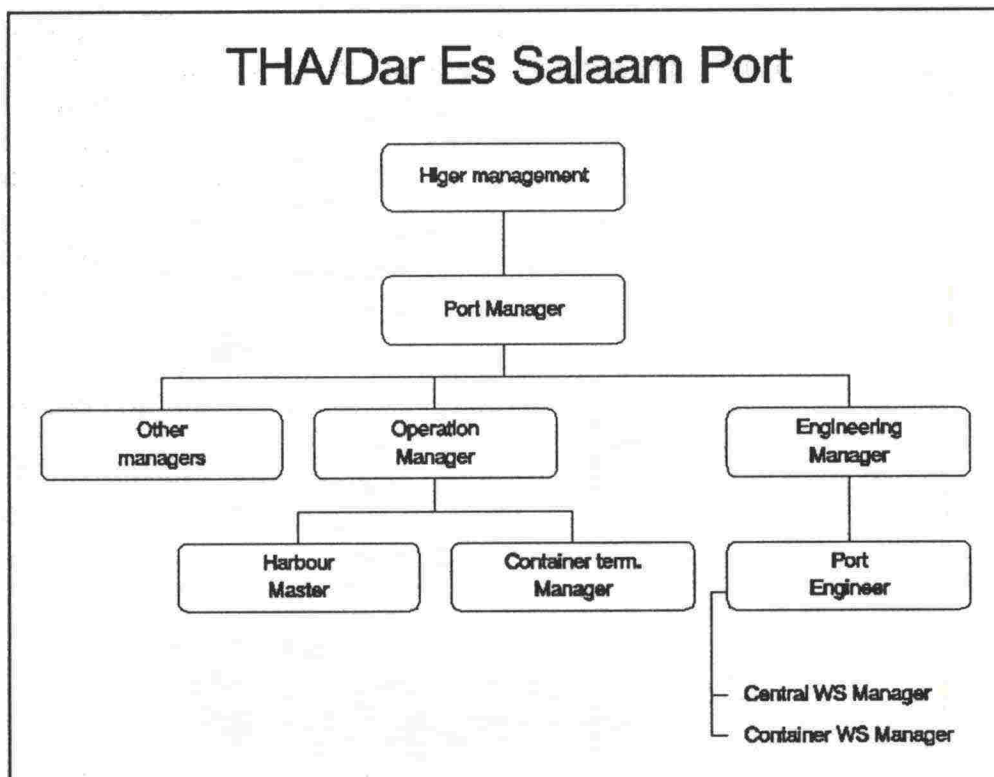 THA/Dar Es Salaam Port
Higer management
Port Manager
Other
managers
Operation
Manager
Engineering
Manager
Harbour
Master
Container term.
Manager
Port
Engineer
Central WS Manager
Container WS Manager